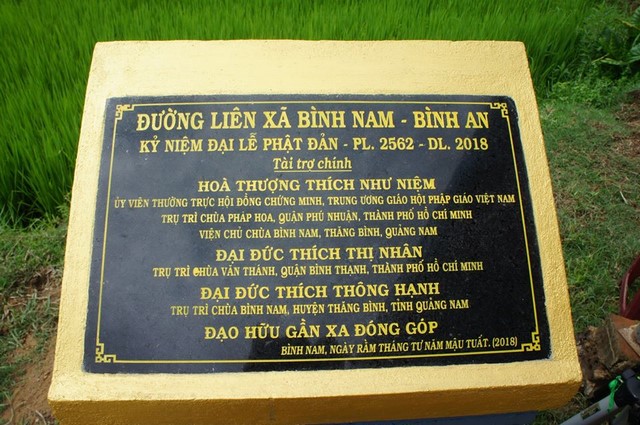 ĐƯỜNG LIÊN XÃ BÌNH NAM - BÌNH AN
KỶ NIỆM ĐẠI LỄ PHẬT ĐẢN - PL. 2562 - DL. 2018
Tài trợ chính
HOÀ THƯỢNG THÍCH NHƯ NIỆM
ỦY VIÊN THƯỜNG TRỰC HỘI ĐỒNG CHỨNG MINH, TRUNG ƯƠNG GIÁO HỘI PHẬT GIÁO VIỆT NAM
TRỤ TRÌ CHÙA PHÁP HOA, QUẬN PHÚ NHUẬN, THÀNH PHỐ HỒ CHÍ MINH
VIỆN CHỦ CHÙA BÌNH NAM, THĂNG BÌNH, QUẢNG NAM
ĐẠI ĐỨC THÍCH THỊ NHÂN
TRỤ TRÌ CHÙA VẠN THÁNH, QUẬN BÌNH THẠNH, THÀNH PHỐ HỒ CHÍ MINH
ĐẠI ĐỨC THÍCH THÔNG HẠNH
TRỤ TRÌ CHÙA BÌNH NAM, HUYỆN THĂNG BÌNH, TỈNH QUẢNG NAM
ĐẠO HỮU GẦN XA ĐÓNG GÓP
BÌNH NAM, NGÀY RẰM THÁNG TƯ NĂM MẬU TUẤT. (2018)